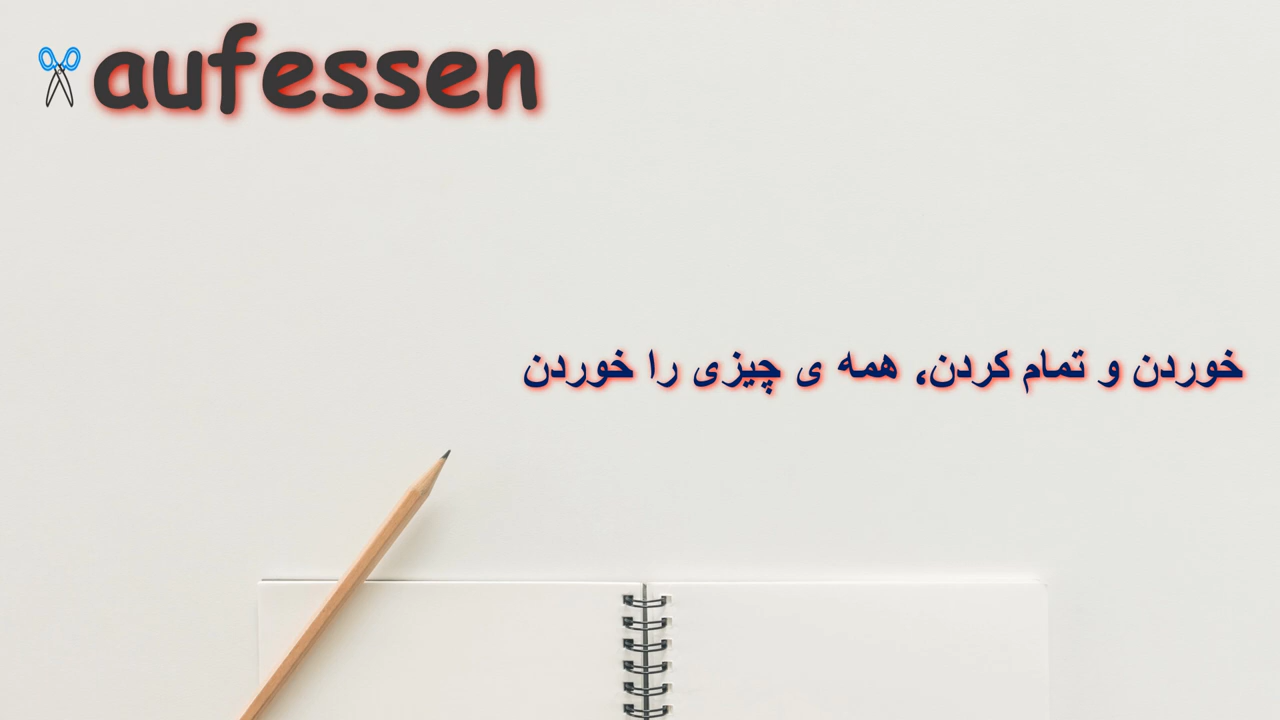 aufessen
خوردن و تمام کردن، همه ی چیزی را خوردن